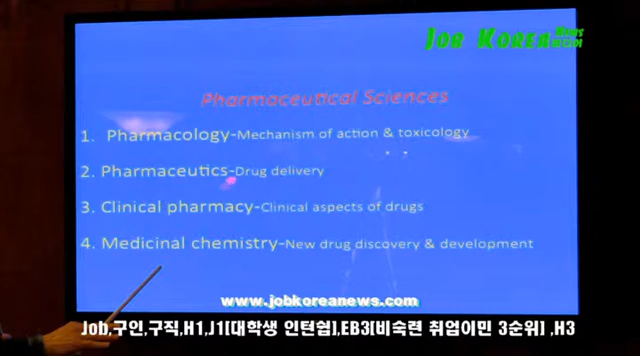 JOB KOREA News 미디어
Pharmaceutical Sciences
1. Pharmacology-Mechanism of action & toxicology
2. Pharmaceutics-Drug delivery
3. Clinical pharmacy-Clinical aspects of drugs
4. Medicinal chemistry-New drug discovery & development
www.jobkoreanews.com
Job,구인,구직,H1,J1[대학생 인턴쉽],EB3[비숙련 취업이민 3순위] ,H3